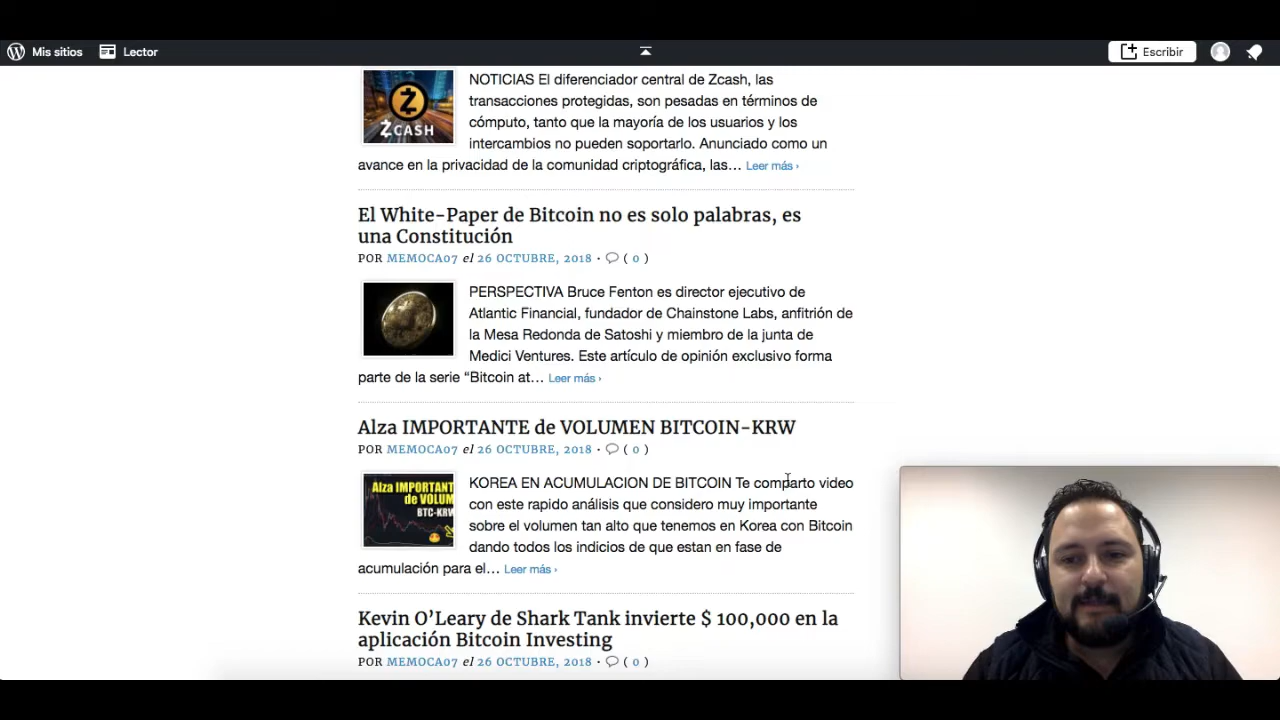 Mis sitios
Lector
Escribir
NOTICIAS El diferenciador central de Zcash, las
transacciones protegidas, son pesadas en términos de
cómputo, tanto que la mayoría de los usuarios y los
intercambios no pueden soportarlo. Anunciado como un
avance en la privacidad de la comunidad criptográfica, las… Leer más ›
ZCASH
El White-Paper de Bitcoin no es solo palabras, es
una Constitución
POR MEMOCA07 el 26 OCTUBRE, 2018 • ( 0 )
PERSPECTIVA Bruce Fenton es director ejecutivo de
Atlantic Financial, fundador de Chainstone Labs, anfitrión de
la Mesa Redonda de Satoshi y miembro de la junta de
Medici Ventures. Este artículo de opinión exclusivo forma
parte de la serie “Bitcoin at… Leer más ›
Alza IMPORTANTE de VOLUMEN BITCOIN-KRW
POR MEMOCA07 el 26 OCTUBRE, 2018 • ( 0 )
Alza IMPORTANT
de VOLUM
BTC-KRW
KOREA EN ACUMULACION DE BITCOIN Te comparto video
con este rapido análisis que considero muy importante
sobre el volumen tan alto que tenemos en Korea con Bitcoin
dando todos los indicios de que estan en fase de
acumulación para el… Leer más ›
Kevin O’Leary de Shark Tank invierte $ 100,000 en la
aplicación Bitcoin Investing
POR MEMOCA07 el 26 OCTUBRE, 2018 • ( 0 )